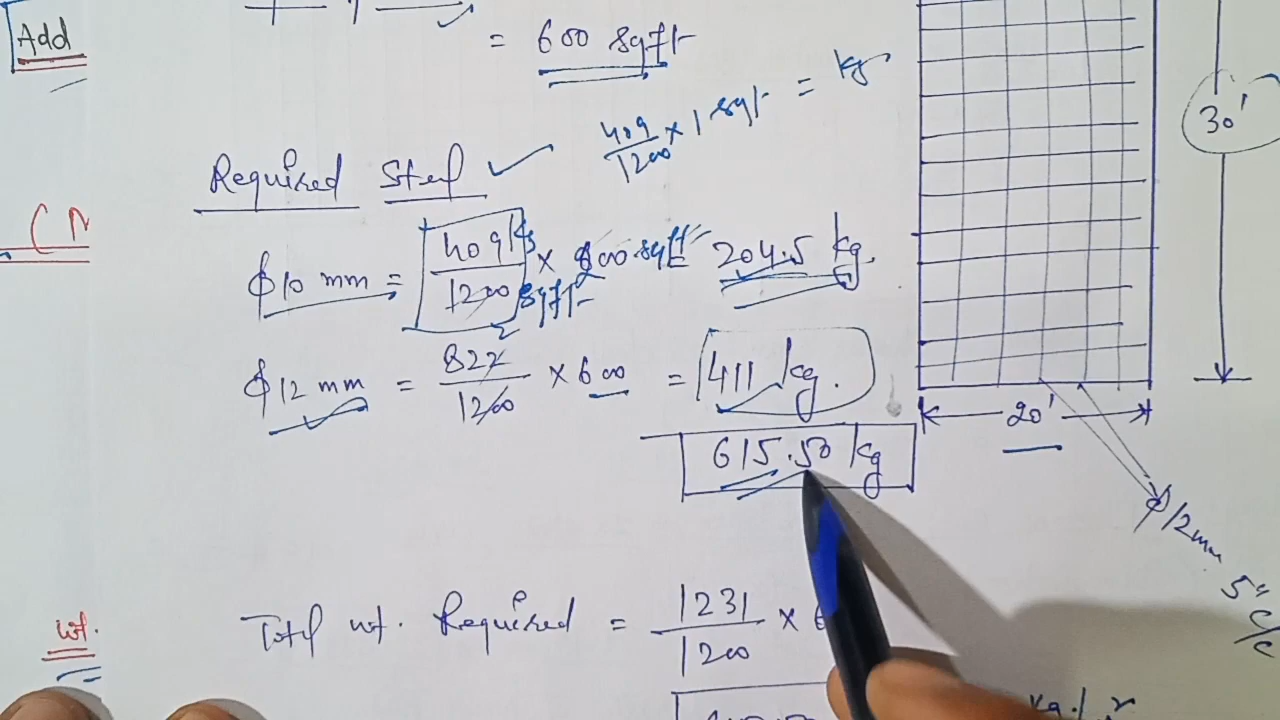 Add
= 600 sqft
409/1200 × 1 sqft = kg
Required Steel
(N
ϕ10 mm = 409 kg/1200 sqft × 600 sqft 204.5 kg.
2
ϕ12 mm = 822/1200 × 600 = 411 kg.
615.50 kg
Total wt. Required = 1231/1200 ×
wt.
30'
20'
ϕ12mm
5" c/c